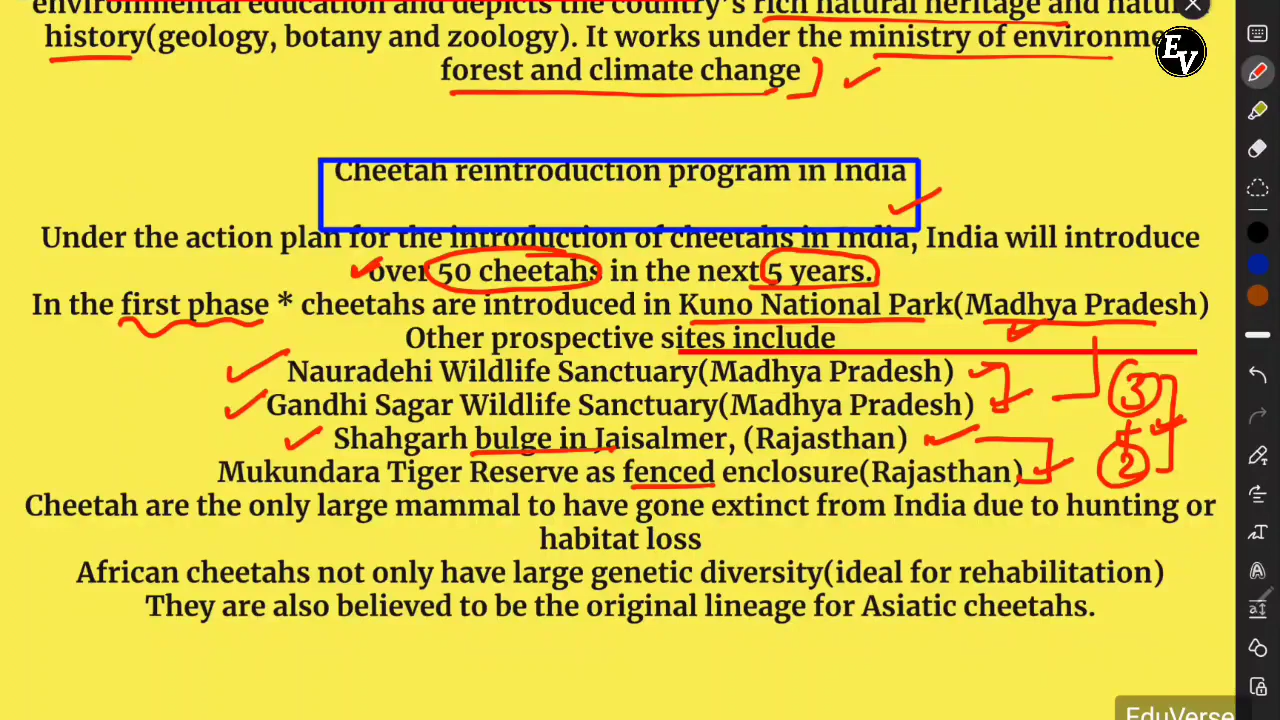 environmental education and depicts the country's rich natural heritage and natur
history(geology, botany and zoology). It works under the ministry of environme
EV
forest and climate change
Cheetah reintroduction program in India
Under the action plan for the introduction of cheetahs in India, India will introduce
over 50 cheetahs in the next 5 years.
In the first phase * cheetahs are introduced in Kuno National Park(Madhya Pradesh)
Other prospective sites include
Nauradehi Wildlife Sanctuary(Madhya Pradesh)
3
Gandhi Sagar Wildlife Sanctuary(Madhya Pradesh)
Shahgarh bulge in Jaisalmer, (Rajasthan)
+
Mukundara Tiger Reserve as fenced enclosure(Rajasthan)
2
Cheetah are the only large mammal to have gone extinct from India due to hunting or
habitat loss
African cheetahs not only have large genetic diversity(ideal for rehabilitation)
They are also believed to be the original lineage for Asiatic cheetahs.
EduVerse